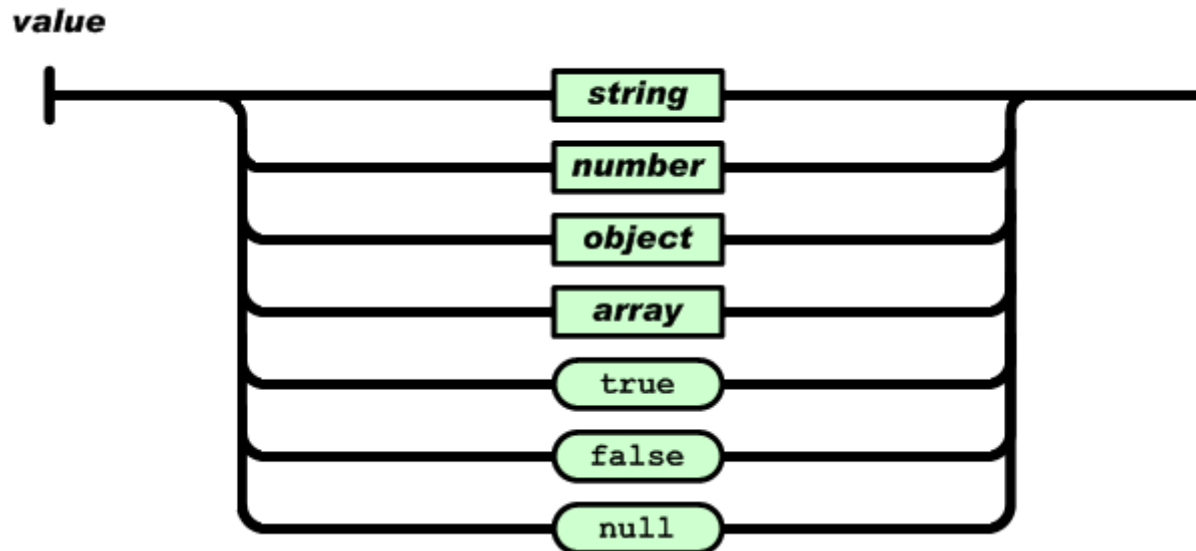 value
string
number
object
array
true
false
null